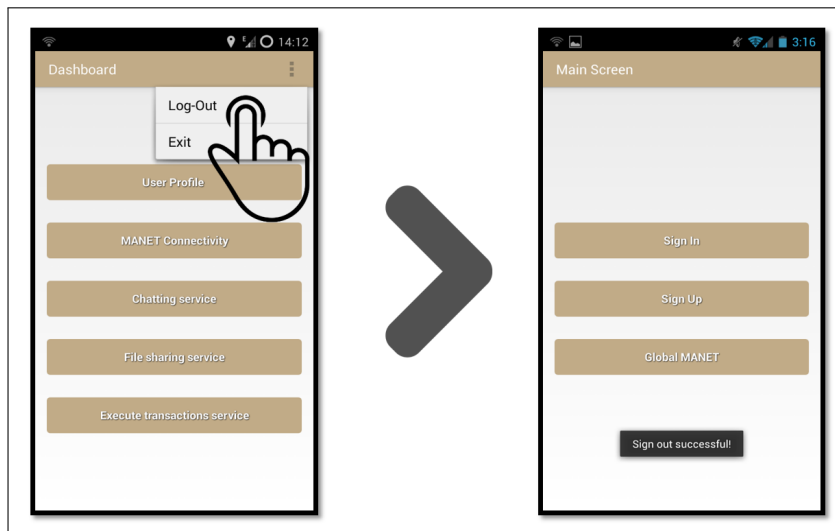 E 14:12
Dashboard
Log-Out
Exit
User Profile
MANET Connectivity
Chatting service
File sharing service
Execute transactions service
3:16
Main Screen
Sign In
Sign Up
Global MANET
Sign out successful!